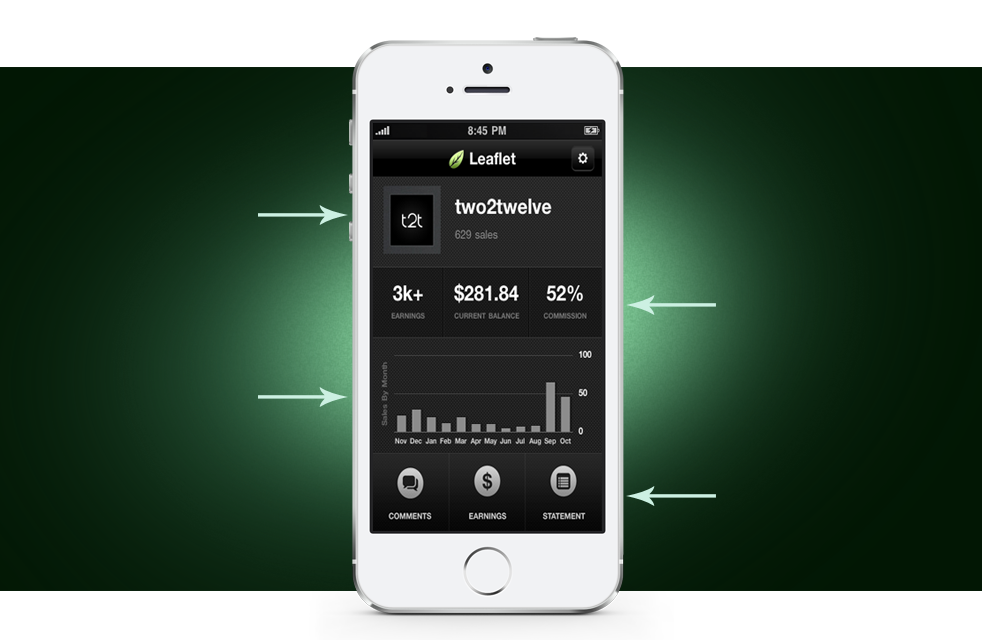 8:45 PM
Leaflet
t2t
two2twelve
629 sales
3k+ $281.84 52%
EARNINGS CURRENT BALANCE COMMISSION
Sales By Month
100
50
0
Nov Dec Jan Feb Mar Apr May Jun Jul Aug Sep Oct
$
COMMENTS EARNINGS STATEMENT